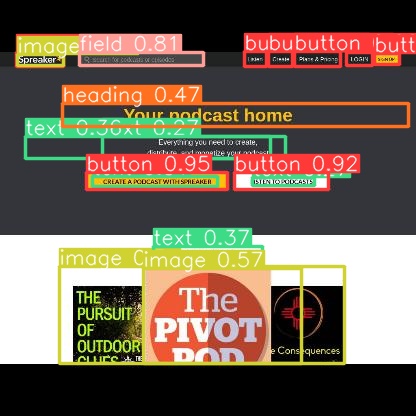 image field 0.81 bubutton butt
Spreaker
Search for podcasts or episodes
Listen Create Plans & Pricing LOGIN SIGN UP
heading 0.47
Your podcast home
text 0.36 xt 0.27
Everything you need to create,
distribute, and monetize your podcast
button 0.95 button 0.92
CREATE A PODCAST WITH SPREAKER
LISTEN TO PODCASTS
text 0.37
image image 0.57
THE
PURSUIT
OF
OUTDOOR
CLUES
The
PIVOT
POD
e Consequences